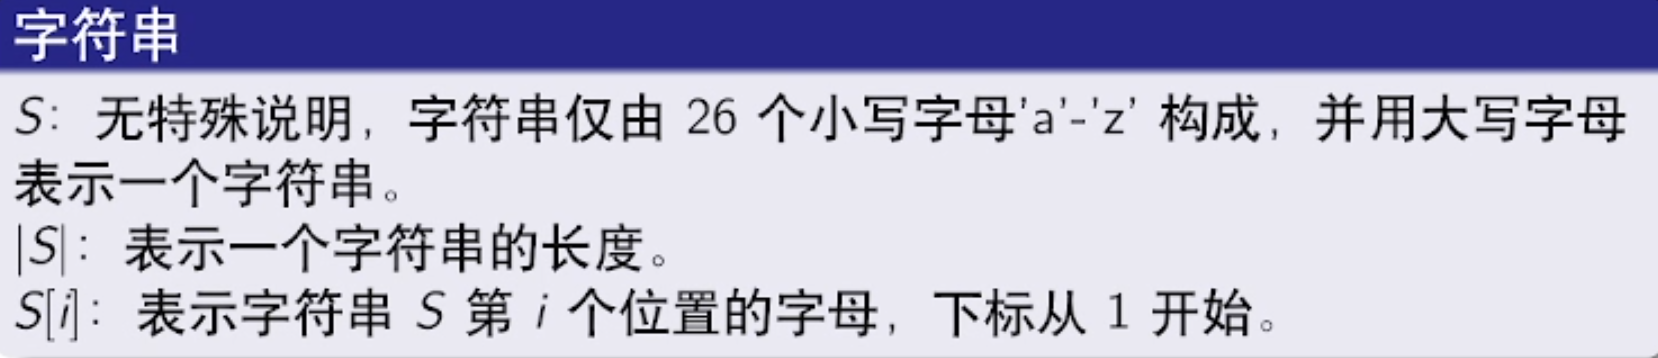 字符串
S：无特殊说明，字符串仅由 26 个小写字母'a'-'z' 构成，并用大写字母
表示一个字符串。
|S|：表示一个字符串的长度。
S[i]：表示字符串 S 第 i 个位置的字母，下标从 1 开始。